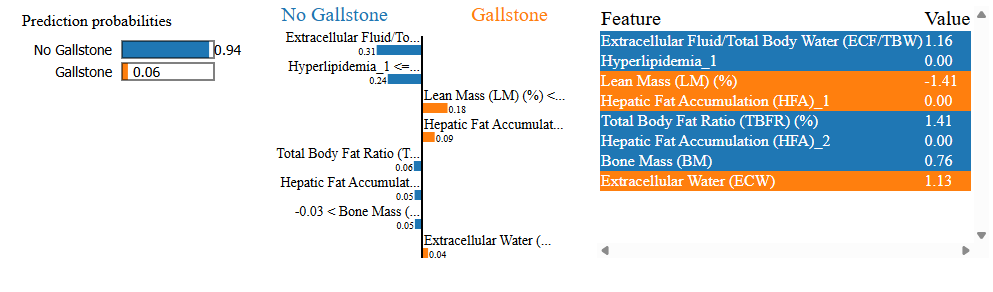 Prediction probabilities
No Gallstone 0.94
Gallstone 0.06
No Gallstone Gallstone
Extracellular Fluid/To...
0.31
Hyperlipidemia_1 <=...
0.24
Lean Mass (LM) (%) <...
0.18
Hepatic Fat Accumulat...
0.09
Total Body Fat Ratio (T...
0.06
Hepatic Fat Accumulat...
0.05
-0.03 < Bone Mass (...
0.05
Extracellular Water (...
0.04
Feature Value
Extracellular Fluid/Total Body Water (ECF/TBW) 1.16
Hyperlipidemia_1 0.00
Lean Mass (LM) (%) -1.41
Hepatic Fat Accumulation (HFA)_1 0.00
Total Body Fat Ratio (TBFR) (%) 1.41
Hepatic Fat Accumulation (HFA)_2 0.00
Bone Mass (BM) 0.76
Extracellular Water (ECW) 1.13